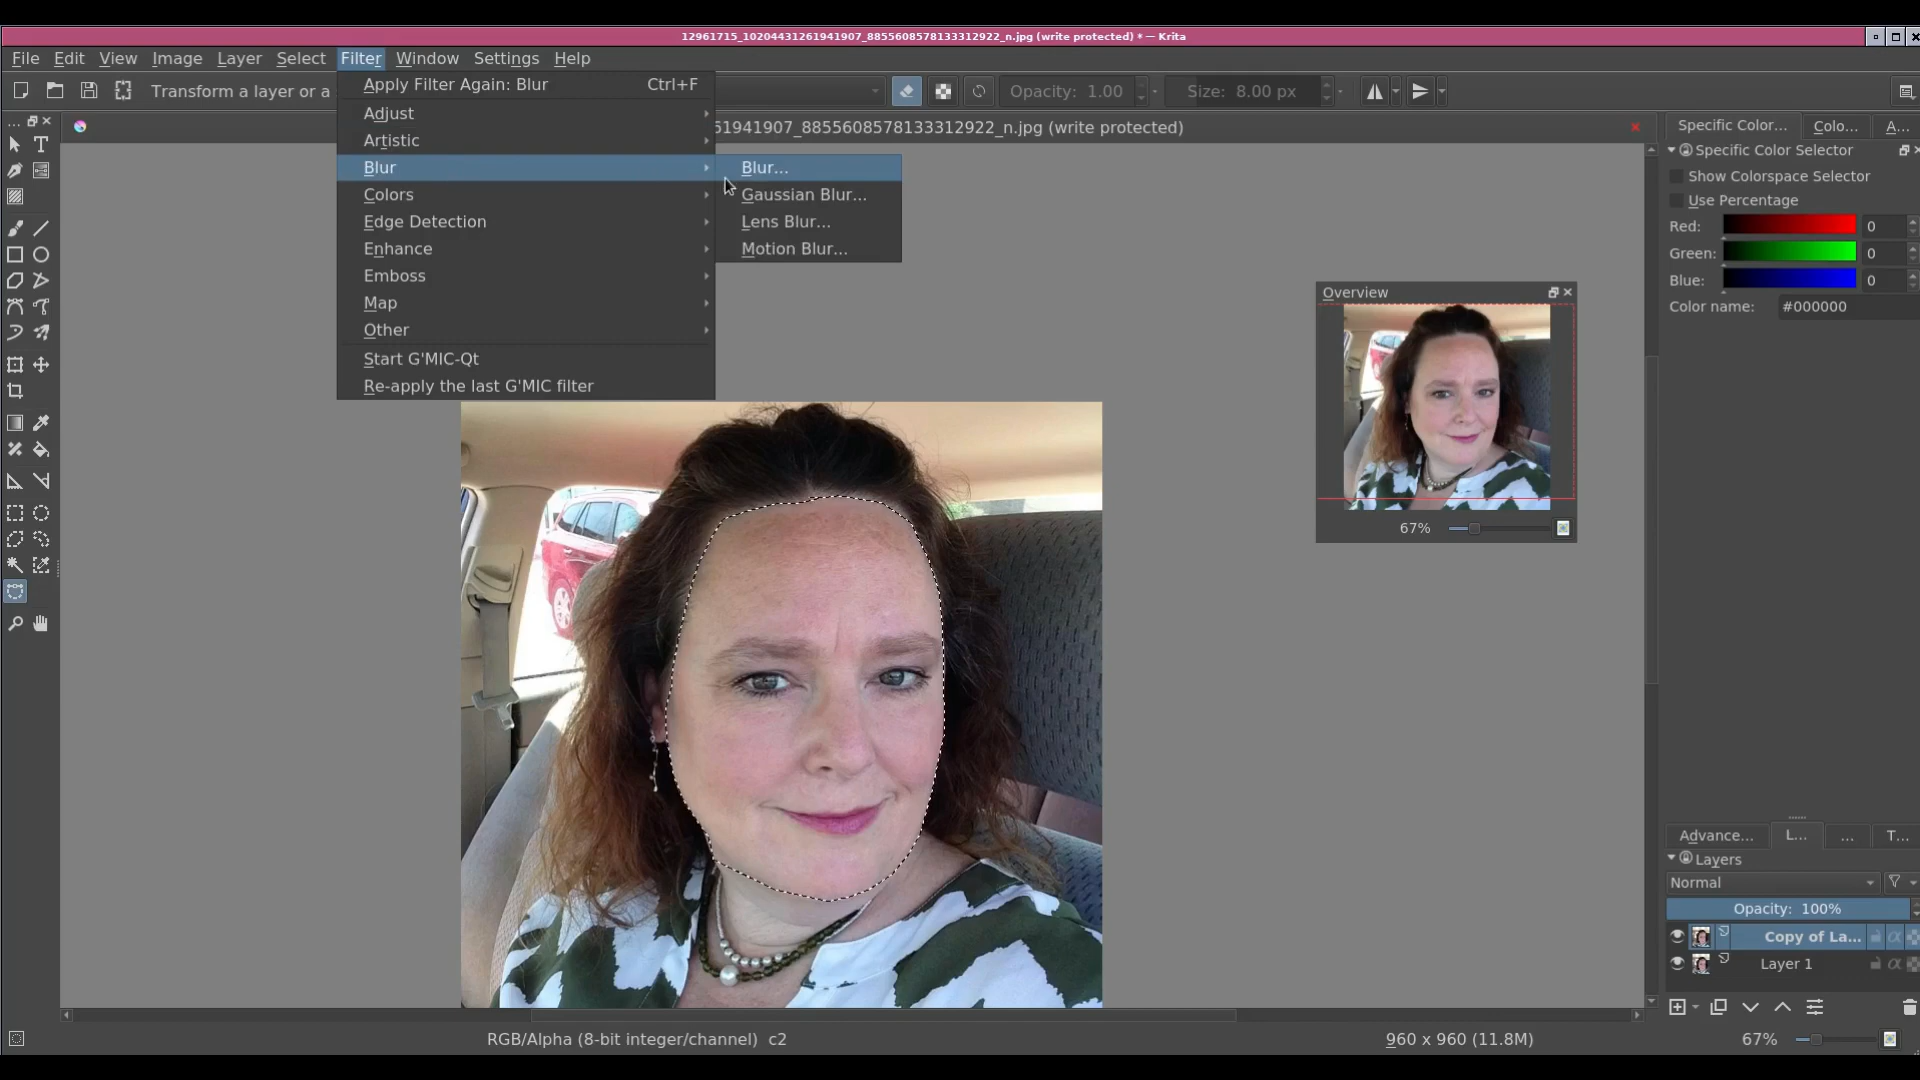 12961715_10204431261941907_8855608578133312922_n.jpg (write protected) * — Krita
File Edit View Image Layer Select Filter Window Settings Help
Transform a layer or a
Opacity: 1.00
Size: 8.00 px
Apply Filter Again: Blur Ctrl+F
Adjust
Artistic
Blur
Colors
Edge Detection
Enhance
Emboss
Map
Other
Start G'MIC-Qt
Re-apply the last G'MIC filter
Blur...
Gaussian Blur...
Lens Blur...
Motion Blur...
51941907_8855608578133312922_n.jpg (write protected)
Overview
67%
Specific Color... Colo... A...
Specific Color Selector
Show Colorspace Selector
Use Percentage
Red: 0
Green: 0
Blue: 0
Color name: #000000
Advance... L... ... T...
Layers
Normal
Opacity: 100%
Copy of La...
Layer 1
RGB/Alpha (8-bit integer/channel) c2
960 x 960 (11.8M)
67%